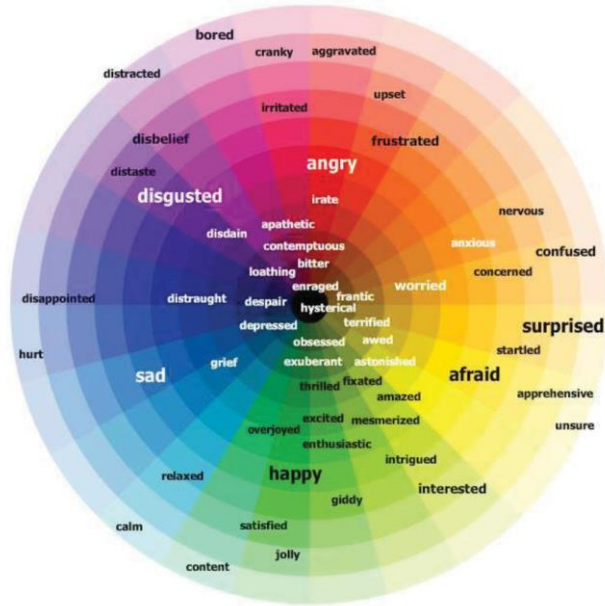 bored
cranky
aggravated
distracted
upset
irritated
disbelief
frustrated
angry
distaste
disgusted
irate
nervous
apathetic
disdain
anxious
contemptuous
confused
bitter
loathing
concerned
enraged
worried
disappointed
distraught
despair
frantic
hysterical
depressed
terrified
surprised
obsessed
awed
startled
hurt
grief
exuberant
astonished
sad
afraid
thrilled
fixated
apprehensive
amazed
excited
mesmerized
unsure
overjoyed
enthusiastic
intrigued
relaxed
happy
interested
giddy
calm
satisfied
jolly
content